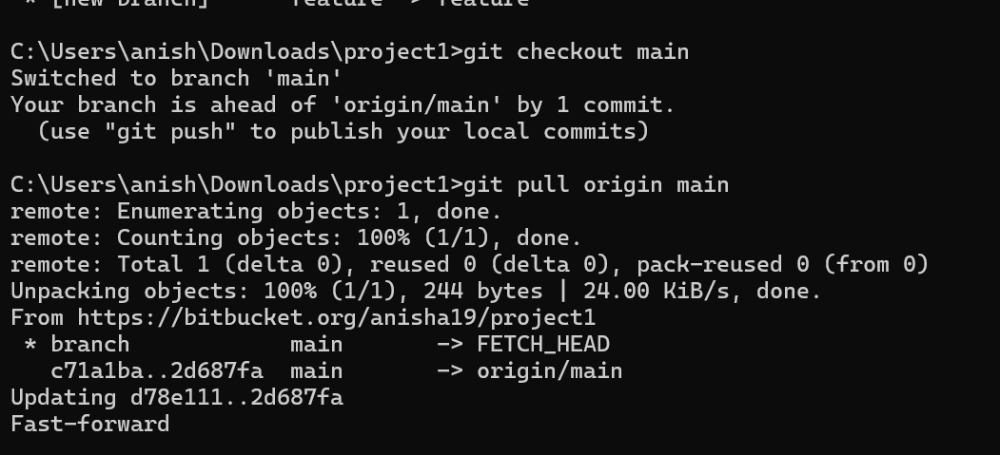 * [new branch]      feature -> feature
C:\Users\anish\Downloads\project1>git checkout main
Switched to branch 'main'
Your branch is ahead of 'origin/main' by 1 commit.
  (use "git push" to publish your local commits)
C:\Users\anish\Downloads\project1>git pull origin main
remote: Enumerating objects: 1, done.
remote: Counting objects: 100% (1/1), done.
remote: Total 1 (delta 0), reused 0 (delta 0), pack-reused 0 (from 0)
Unpacking objects: 100% (1/1), 244 bytes | 24.00 KiB/s, done.
From https://bitbucket.org/anisha19/project1
 * branch            main       -> FETCH_HEAD
   c71a1ba..2d687fa  main       -> origin/main
Updating d78e111..2d687fa
Fast-forward